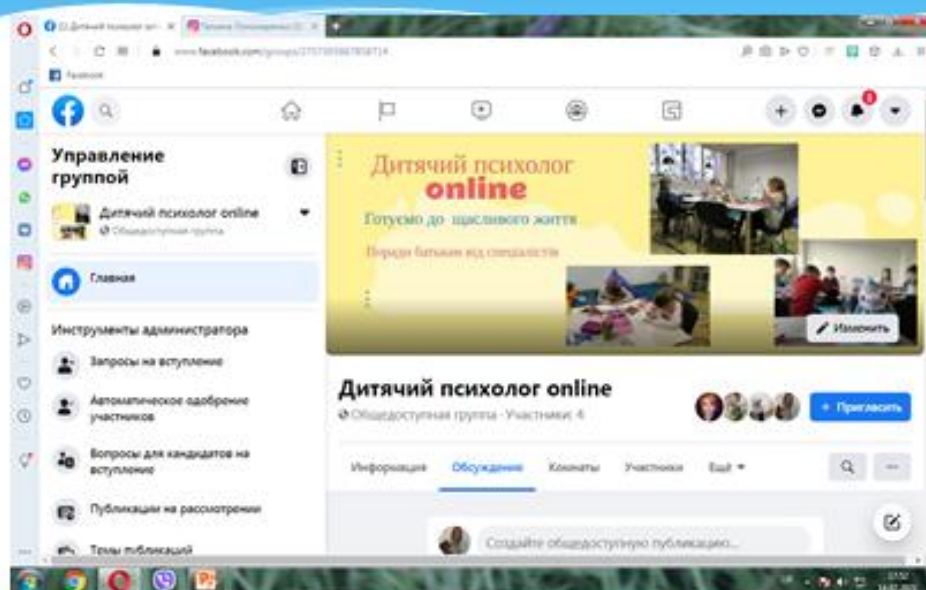 Facebook
Управление
группой
Дитячий психолог online
Общедоступная группа
Главная
Инструменты администратора
Запросы на вступление
Автоматическое одобрение
участников
Вопросы для кандидатов на
вступление
Публикации на рассмотрении
Темы публикаций
Дитячий психолог
online
Готуємо до щасливого життя
Поради батькам від спеціалістів
Изменить
Дитячий психолог online
Общедоступная группа · Участники: 4
+ Пригласить
Информация Обсуждение Комнаты Участники Ещё
Создайте общедоступную публикацию...